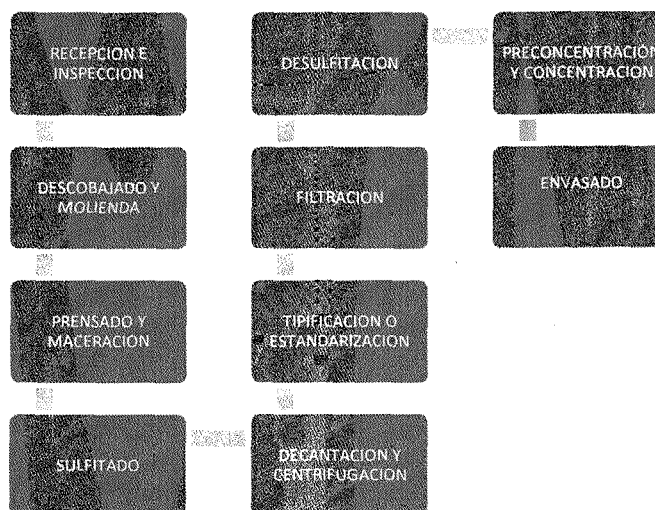 RECEPCION E
INSPECCION
DESCOBAJADO Y
MOLIENDA
PRENSADO Y
MACERACION
SULFITADO
DECANTACION Y
CENTRIFUGACION
TIPIFICACION O
ESTANDARIZACION
FILTRACION
DESULFITACION
PRECONCENTRACION
Y CONCENTRACION
ENVASADO